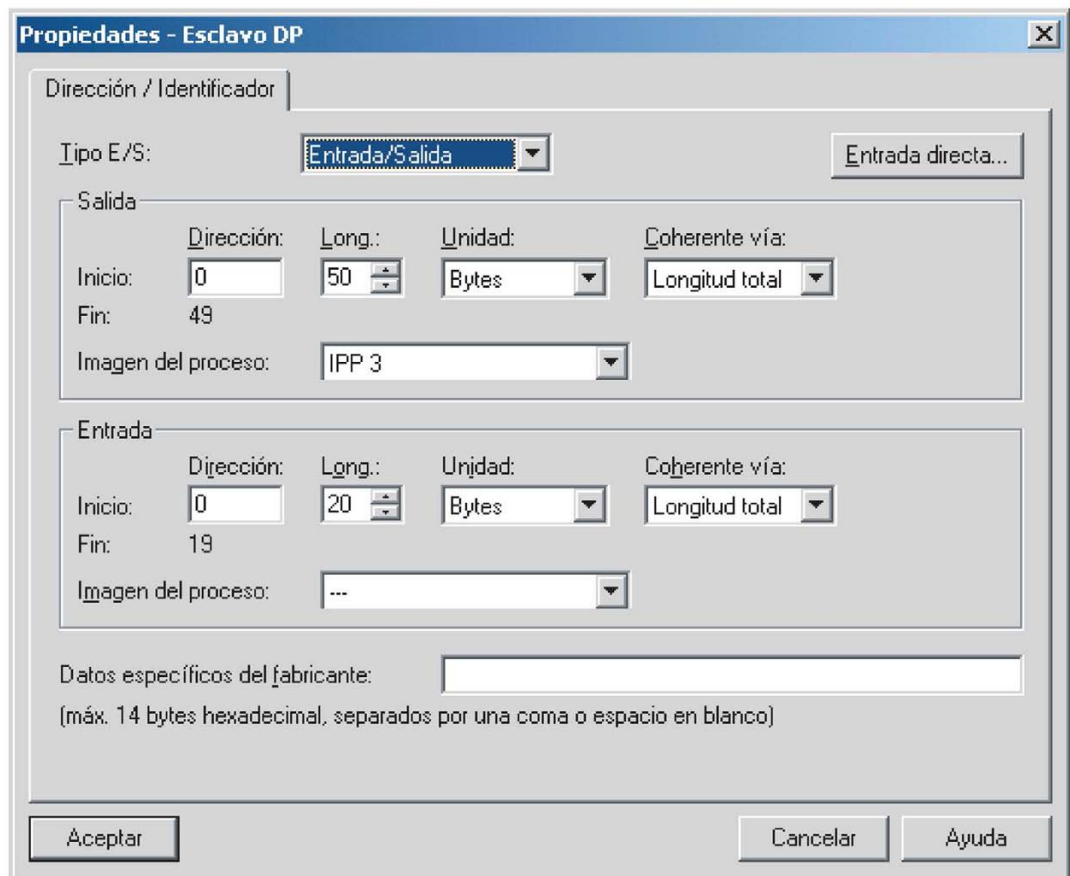 Propiedades - Esclavo DP
Dirección / Identificador
Tipo E/S: Entrada/Salida Entrada directa...
Salida
Dirección: Long.: Unidad: Coherente vía:
Inicio: 0 50 Bytes Longitud total
Fin: 49
Imagen del proceso: IPP 3
Entrada
Dirección: Long.: Unidad: Coherente vía:
Inicio: 0 20 Bytes Longitud total
Fin: 19
Imagen del proceso: ---
Datos específicos del fabricante:
(máx. 14 bytes hexadecimal, separados por una coma o espacio en blanco)
Aceptar Cancelar Ayuda